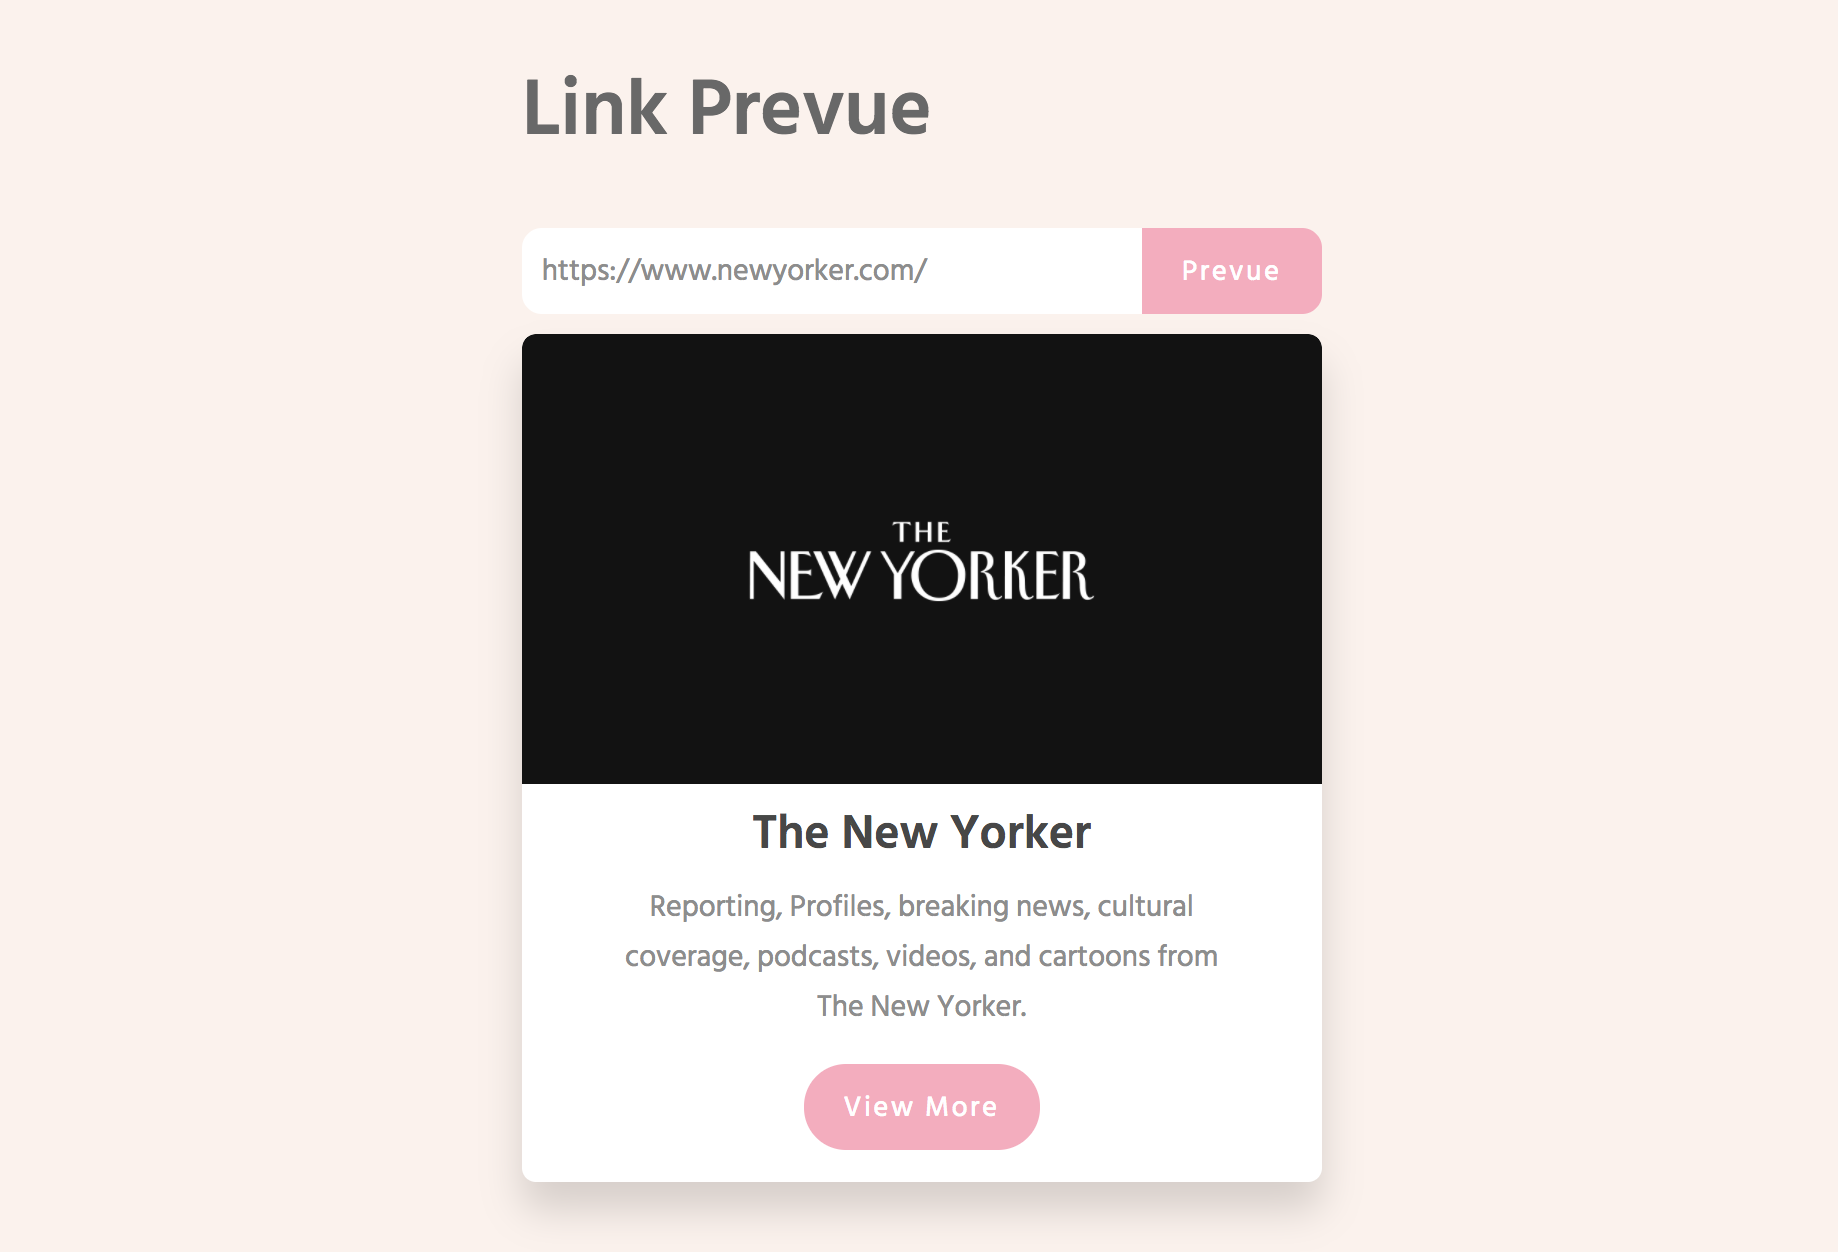 Link Prevue
https://www.newyorker.com/
Prevue
THE
NEW YORKER
The New Yorker
Reporting, Profiles, breaking news, cultural
coverage, podcasts, videos, and cartoons from
The New Yorker.
View More